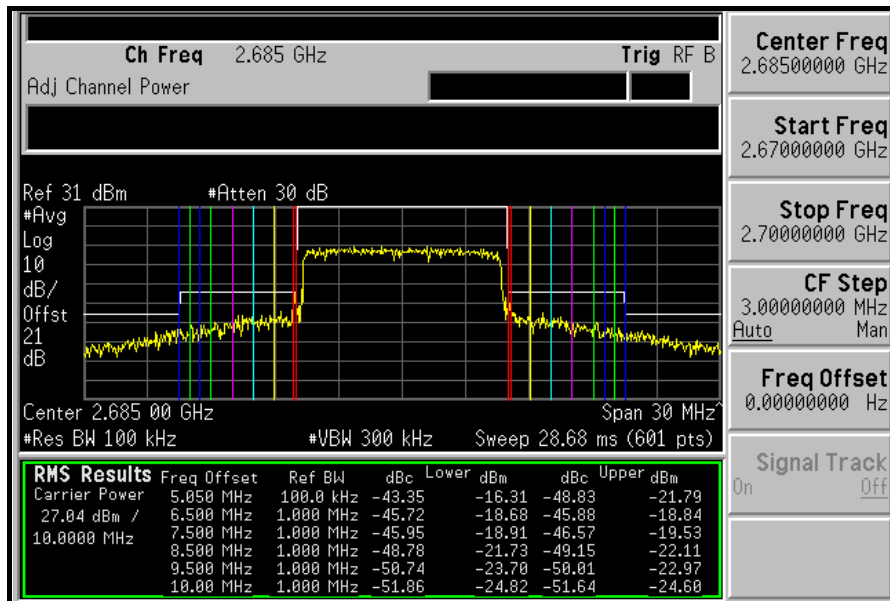 Ch Freq 2.685 GHz Trig RF B
Adj Channel Power
Ref 31 dBm #Atten 30 dB
#Avg
Log
10
dB/
Offst
21
dB
Center 2.685 00 GHz Span 30 MHz^
#Res BW 100 kHz #VBW 300 kHz Sweep 28.68 ms (601 pts)
RMS Results Freq Offset Ref BW dBc Lower dBm dBc Upper dBm
Carrier Power 5.050 MHz 100.0 kHz -43.35 -16.31 -48.83 -21.79
27.04 dBm / 6.500 MHz 1.000 MHz -45.72 -18.68 -45.88 -18.84
10.0000 MHz 7.500 MHz 1.000 MHz -45.95 -18.91 -46.57 -19.53
8.500 MHz 1.000 MHz -48.78 -21.73 -49.15 -22.11
9.500 MHz 1.000 MHz -50.74 -23.70 -50.01 -22.97
10.00 MHz 1.000 MHz -51.86 -24.82 -51.64 -24.60
Center Freq
2.68500000 GHz
Start Freq
2.67000000 GHz
Stop Freq
2.70000000 GHz
CF Step
3.00000000 MHz
Auto Man
Freq Offset
0.00000000 Hz
Signal Track
On Off